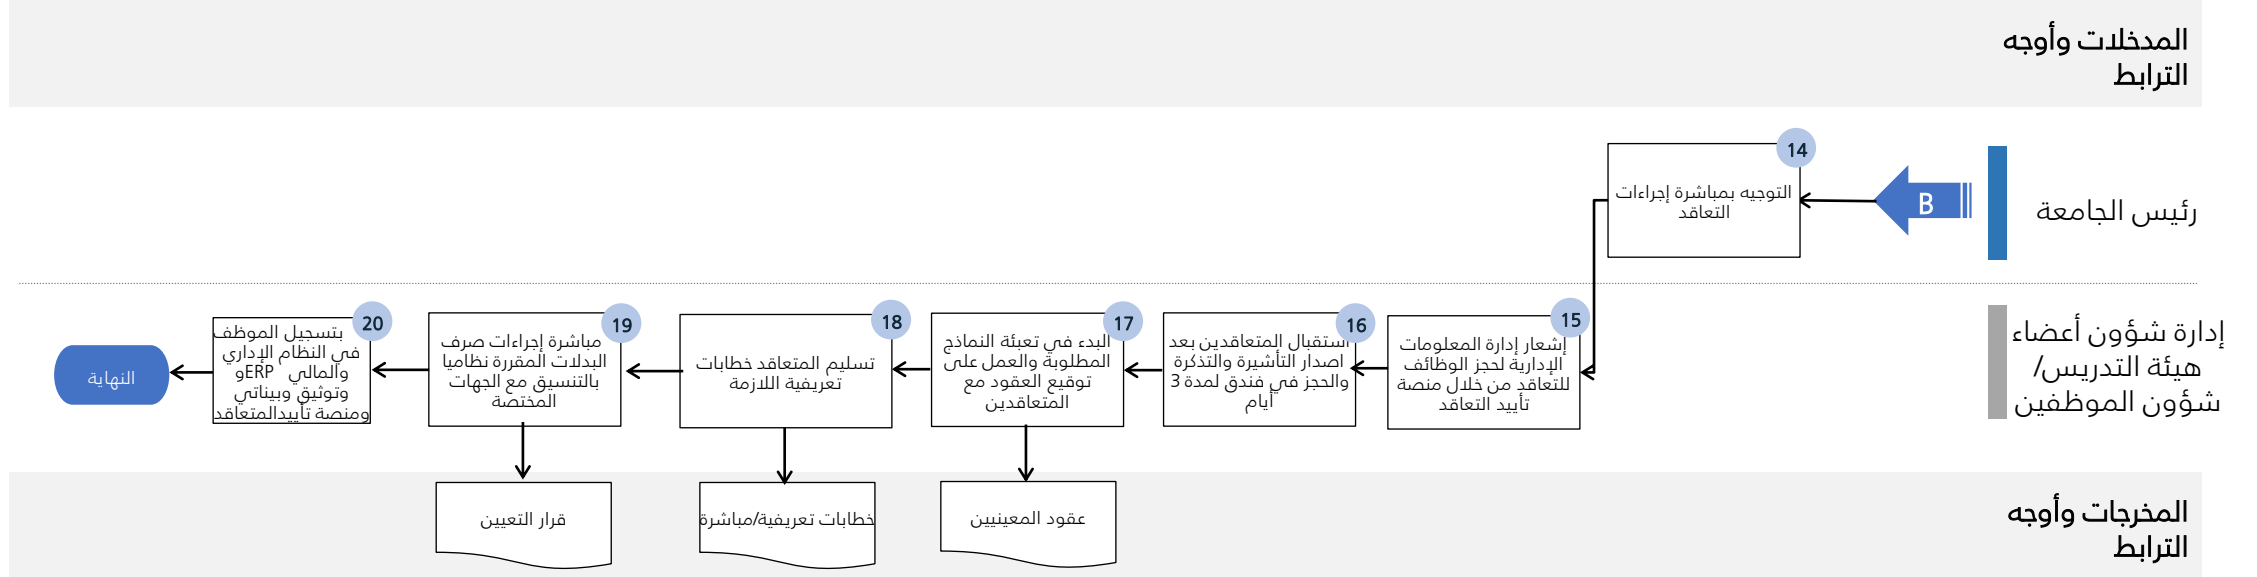 المدخلات وأوجه
الترابط
رئيس الجامعة
B
14
التوجيه بمباشرة إجراءات
التعاقد
إدارة شؤون أعضاء
هيئة التدريس/
شؤون الموظفين
15
إشعار إدارة المعلومات
الإدارية لحجز الوظائف
للتعاقد من خلال منصة
تأييد التعاقد
16
استقبال المتعاقدين بعد
اصدار التأشيرة والتذكرة
والحجز في فندق لمدة 3
أيام
17
البدء في تعبئة النماذج
المطلوبة والعمل على
توقيع العقود مع
المتعاقدين
18
تسليم المتعاقد خطابات
تعريفية اللازمة
19
مباشرة إجراءات صرف
البدلات المقررة نظاميا
بالتنسيق مع الجهات
المختصة
20
بتسجيل الموظف
في النظام الإداري
والمالي ERPو
وتوثيق وبيناتي
ومنصة تأييدالمتعاقد
النهاية
عقود المعينيين
خطابات تعريفية/مباشرة
قرار التعيين
المخرجات وأوجه
الترابط